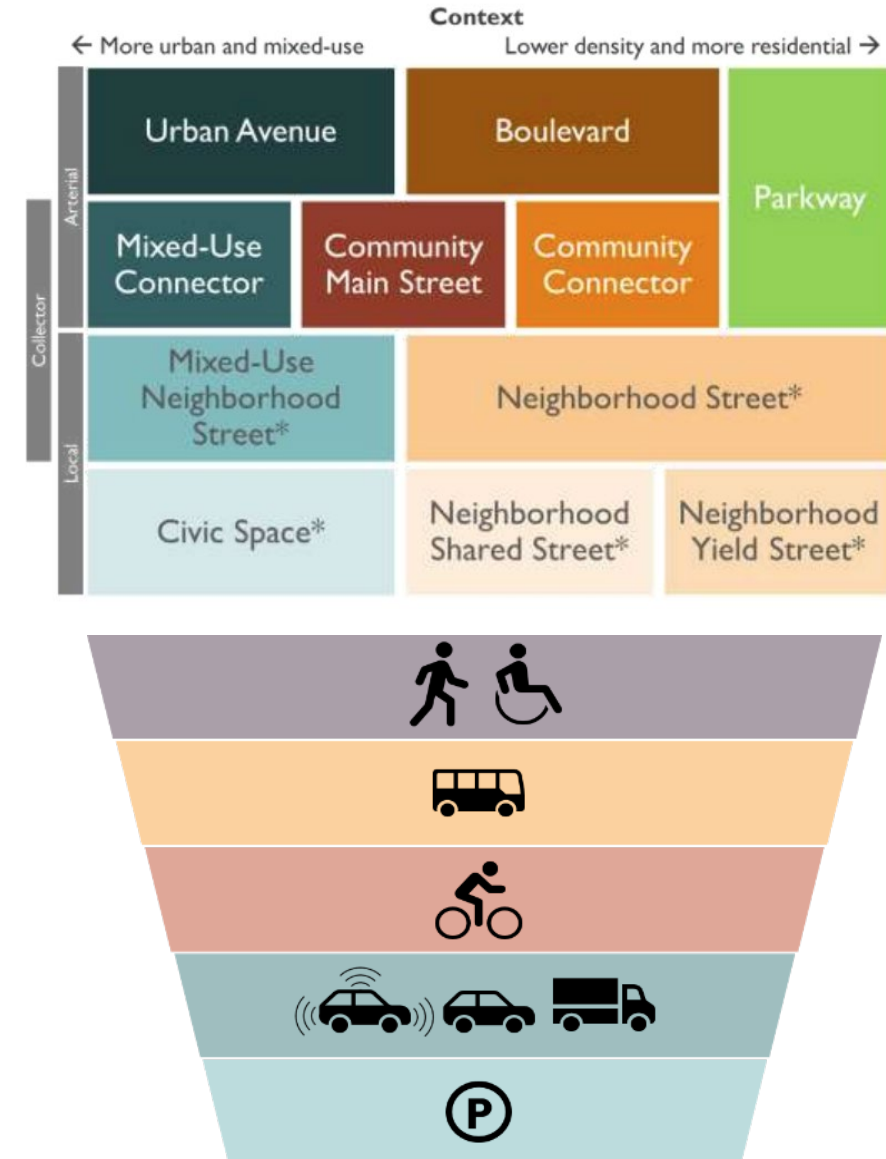 Context
← More urban and mixed-use
Lower density and more residential →
Arterial
Collector
Local
Urban Avenue
Boulevard
Parkway
Mixed-Use
Connector
Community
Main Street
Community
Connector
Mixed-Use
Neighborhood
Street*
Neighborhood Street*
Civic Space*
Neighborhood
Shared Street*
Neighborhood
Yield Street*
P